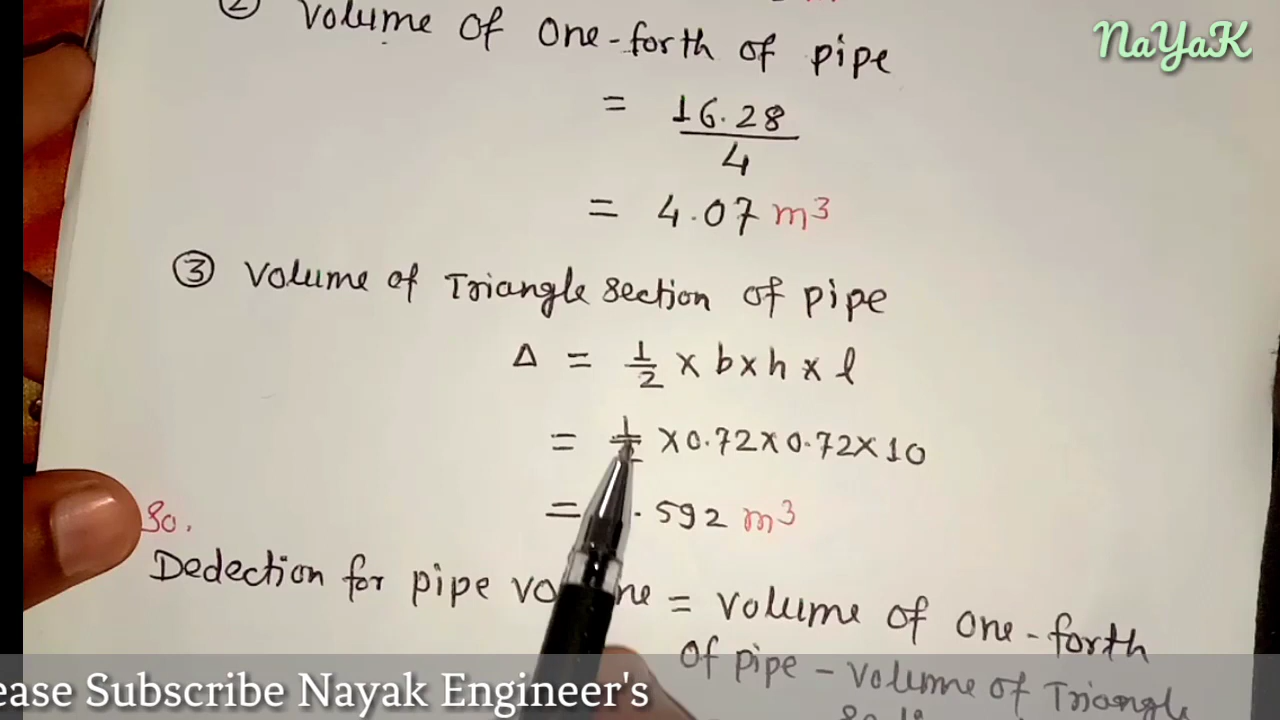 NaYaK
② Volume of one-forth of pipe
= 16.28
4
= 4.07 m³
③ Volume of Triangle section of pipe
Δ = 1/2 × b × h × l
= 1/ × 0.72 × 0.72 × 10
= .592 m³
So.
Dedection for pipe = Volume of one-forth
of pipe - Volume of Triangle
ease Subscribe Nayak Engineer's